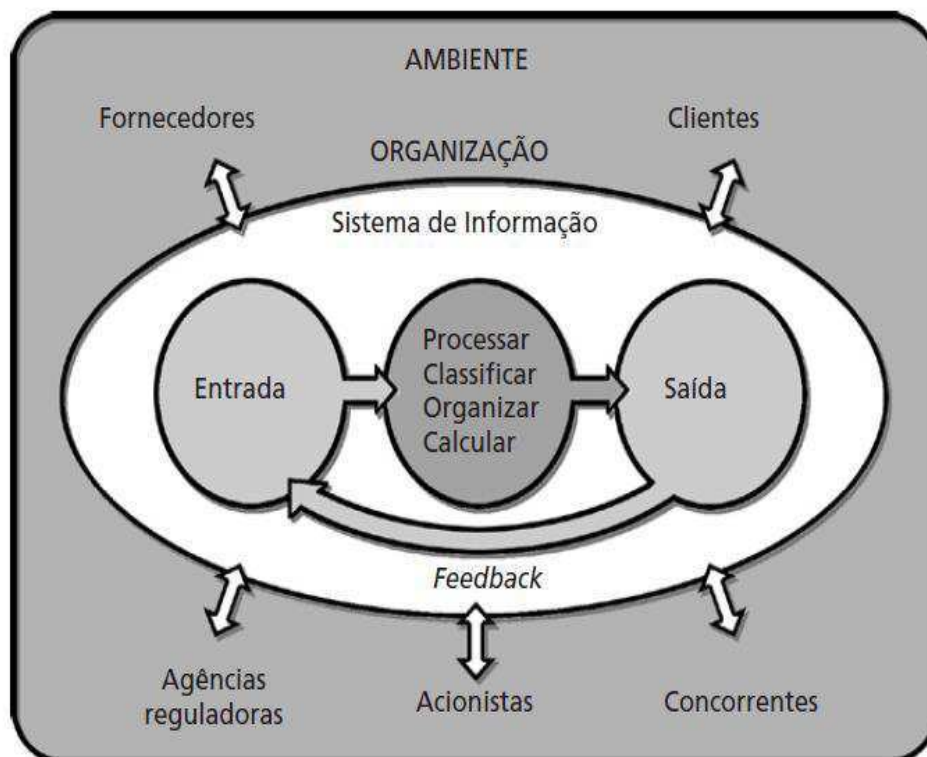 AMBIENTE
Fornecedores
Clientes
ORGANIZAÇÃO
Sistema de Informação
Entrada
Processar
Classificar
Organizar
Calcular
Saída
Feedback
Agências
reguladoras
Acionistas
Concorrentes